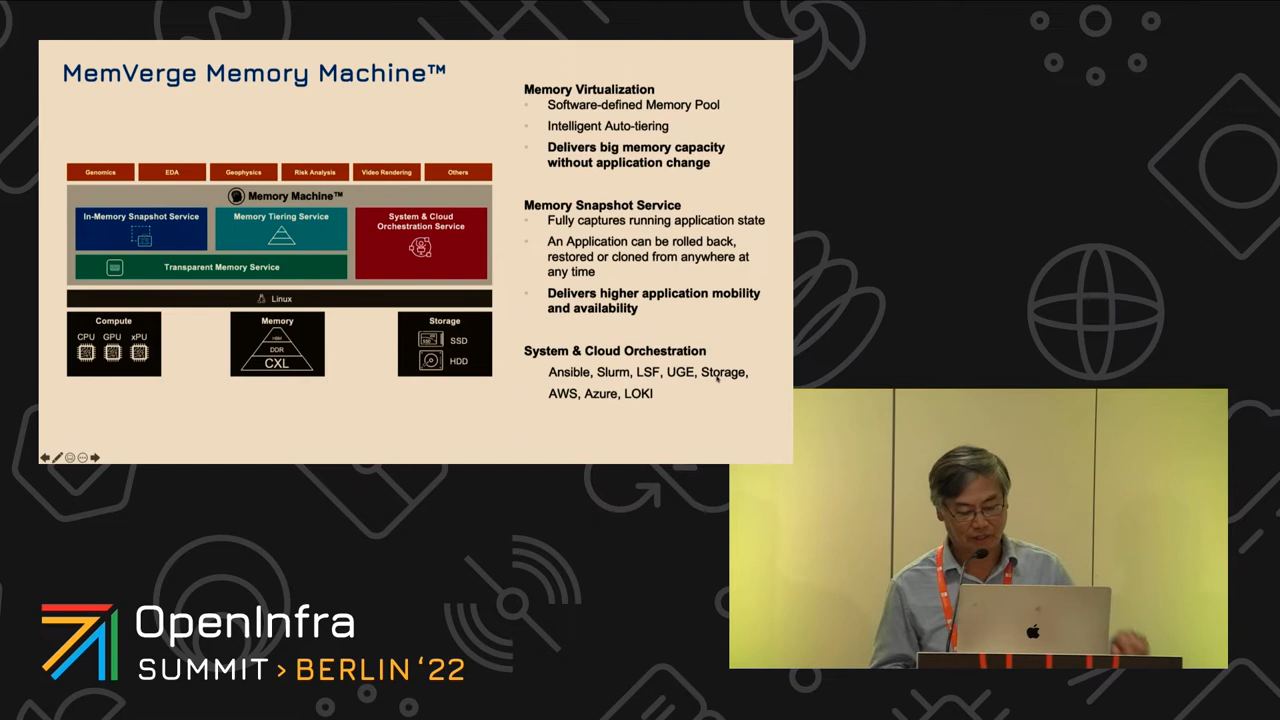 MemVerge Memory Machine™
Genomics
EDA
Geophysics
Risk Analysis
Video Rendering
Others
Memory Machine™
In-Memory Snapshot Service
Memory Tiering Service
System & Cloud
Orchestration Service
Transparent Memory Service
Linux
Compute
CPU GPU xPU
Memory
HBM
DDR
CXL
Storage
SSD
HDD
Memory Virtualization
Software-defined Memory Pool
Intelligent Auto-tiering
Delivers big memory capacity
without application change
Memory Snapshot Service
Fully captures running application state
An Application can be rolled back,
restored or cloned from anywhere at
any time
Delivers higher application mobility
and availability
System & Cloud Orchestration
Ansible, Slurm, LSF, UGE, Storage,
AWS, Azure, LOKI
OpenInfra
SUMMIT > BERLIN ‘22